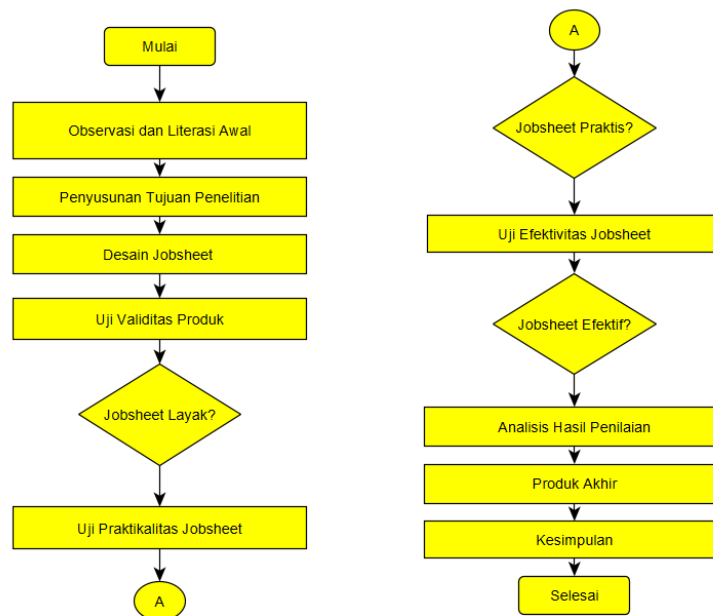 Mulai
Observasi dan Literasi Awal
Penyusunan Tujuan Penelitian
Desain Jobsheet
Uji Validitas Produk
Jobsheet Layak?
Uji Praktikalitas Jobsheet
A
A
Jobsheet Praktis?
Uji Efektivitas Jobsheet
Jobsheet Efektif?
Analisis Hasil Penilaian
Produk Akhir
Kesimpulan
Selesai